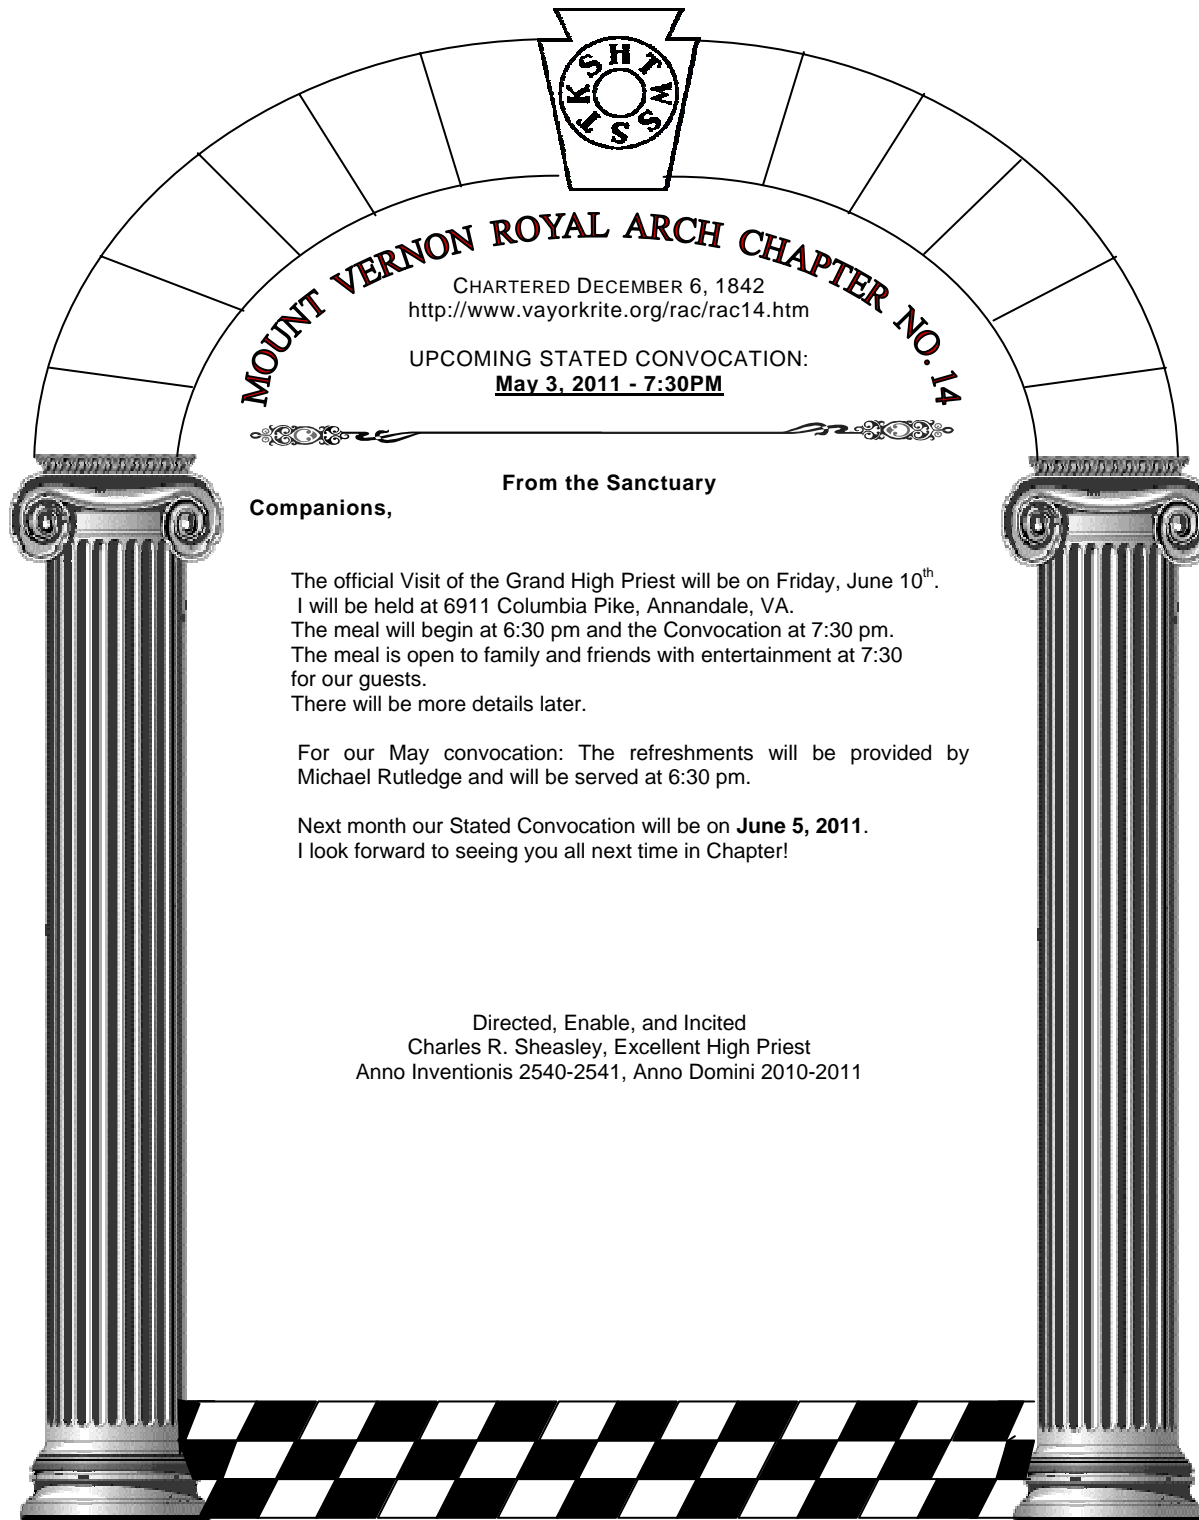 HTWSSTKS
MOUNT VERNON ROYAL ARCH CHAPTER NO. 14
CHARTERED DECEMBER 6, 1842
http://www.vayorkrite.org/rac/rac14.htm
UPCOMING STATED CONVOCATION:
May 3, 2011 - 7:30PM
From the Sanctuary
Companions,
The official Visit of the Grand High Priest will be on Friday, June 10th.
I will be held at 6911 Columbia Pike, Annandale, VA.
The meal will begin at 6:30 pm and the Convocation at 7:30 pm.
The meal is open to family and friends with entertainment at 7:30
for our guests.
There will be more details later.
For our May convocation: The refreshments will be provided by
Michael Rutledge and will be served at 6:30 pm.
Next month our Stated Convocation will be on June 5, 2011.
I look forward to seeing you all next time in Chapter!
Directed, Enable, and Incited
Charles R. Sheasley, Excellent High Priest
Anno Inventionis 2540-2541, Anno Domini 2010-2011